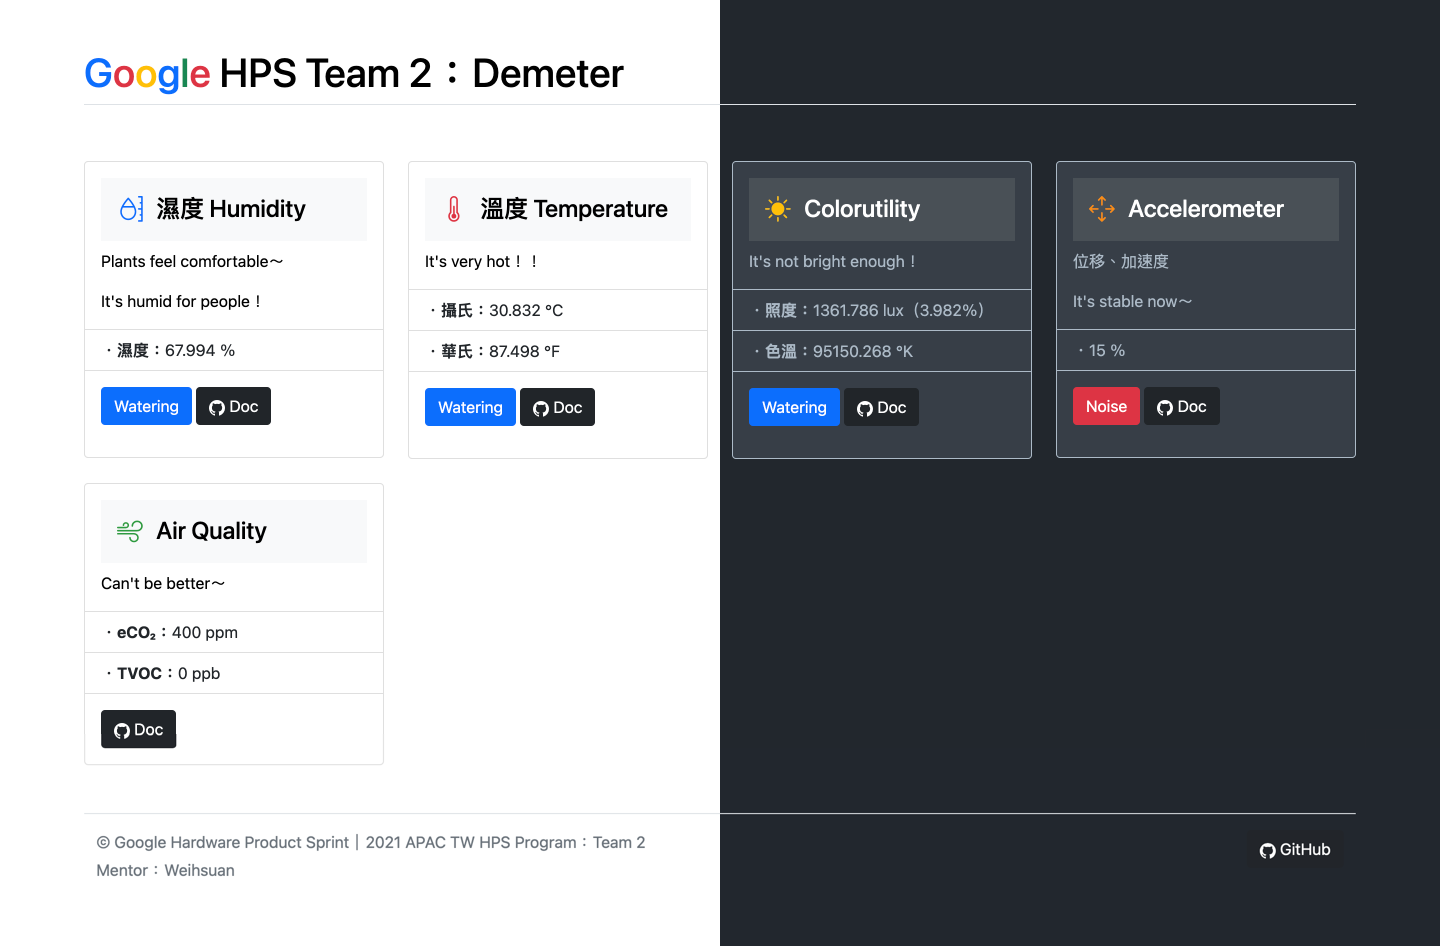 Google HPS Team 2：Demeter
濕度 Humidity
Plants feel comfortable～
It's humid for people！
・濕度：67.994 %
Watering Doc
溫度 Temperature
It's very hot！！
・攝氏：30.832 °C
・華氏：87.498 °F
Watering Doc
Colorutility
It's not bright enough！
・照度：1361.786 lux（3.982%）
・色溫：95150.268 °K
Watering Doc
Accelerometer
位移、加速度
It's stable now～
・15 %
Noise Doc
Air Quality
Can't be better～
・eCO₂：400 ppm
・TVOC：0 ppb
Doc
© Google Hardware Product Sprint｜2021 APAC TW HPS Program：Team 2
Mentor：Weihsuan
GitHub